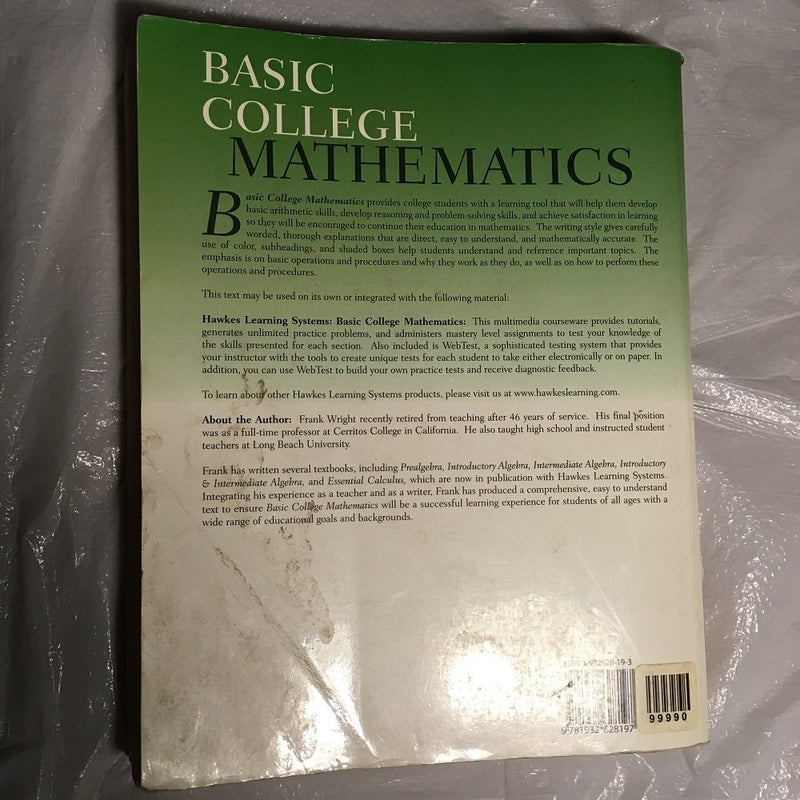 BASIC
COLLEGE
MATHEMATICS
Basic College Mathematics provides college students with a learning tool that will help them develop
basic arithmetic skills, develop reasoning and problem-solving skills, and achieve satisfaction in learning
so they will be encouraged to continue their education in mathematics. The writing style gives carefully
worded, thorough explanations that are direct, easy to understand, and mathematically accurate. The
use of color, subheadings, and shaded boxes help students understand and reference important topics. The
emphasis is on basic operations and procedures and why they work as they do, as well as on how to perform these
operations and procedures.
This text may be used on its own or integrated with the following material:
Hawkes Learning Systems: Basic College Mathematics: This multimedia courseware provides tutorials,
generates unlimited practice problems, and administers mastery level assignments to test your knowledge of
the skills presented for each section. Also included is WebTest, a sophisticated testing system that provides
your instructor with the tools to create unique tests for each student to take either electronically or on paper. In
addition, you can use WebTest to build your own practice tests and receive diagnostic feedback.
To learn about other Hawkes Learning Systems products, please visit us at www.hawkeslearning.com.
About the Author: Frank Wright recently retired from teaching after 46 years of service. His final position
was as a full-time professor at Cerritos College in California. He also taught high school and instructed student
teachers at Long Beach University.
Frank has written several textbooks, including Prealgebra, Introductory Algebra, Intermediate Algebra, Introductory
& Intermediate Algebra, and Essential Calculus, which are now in publication with Hawkes Learning Systems.
Integrating his experience as a teacher and as a writer, Frank has produced a comprehensive, easy to understand
text to ensure Basic College Mathematics will be a successful learning experience for students of all ages with a
wide range of educational goals and backgrounds.
ISBN 1-932628-19-3
9 781932 628197
99990